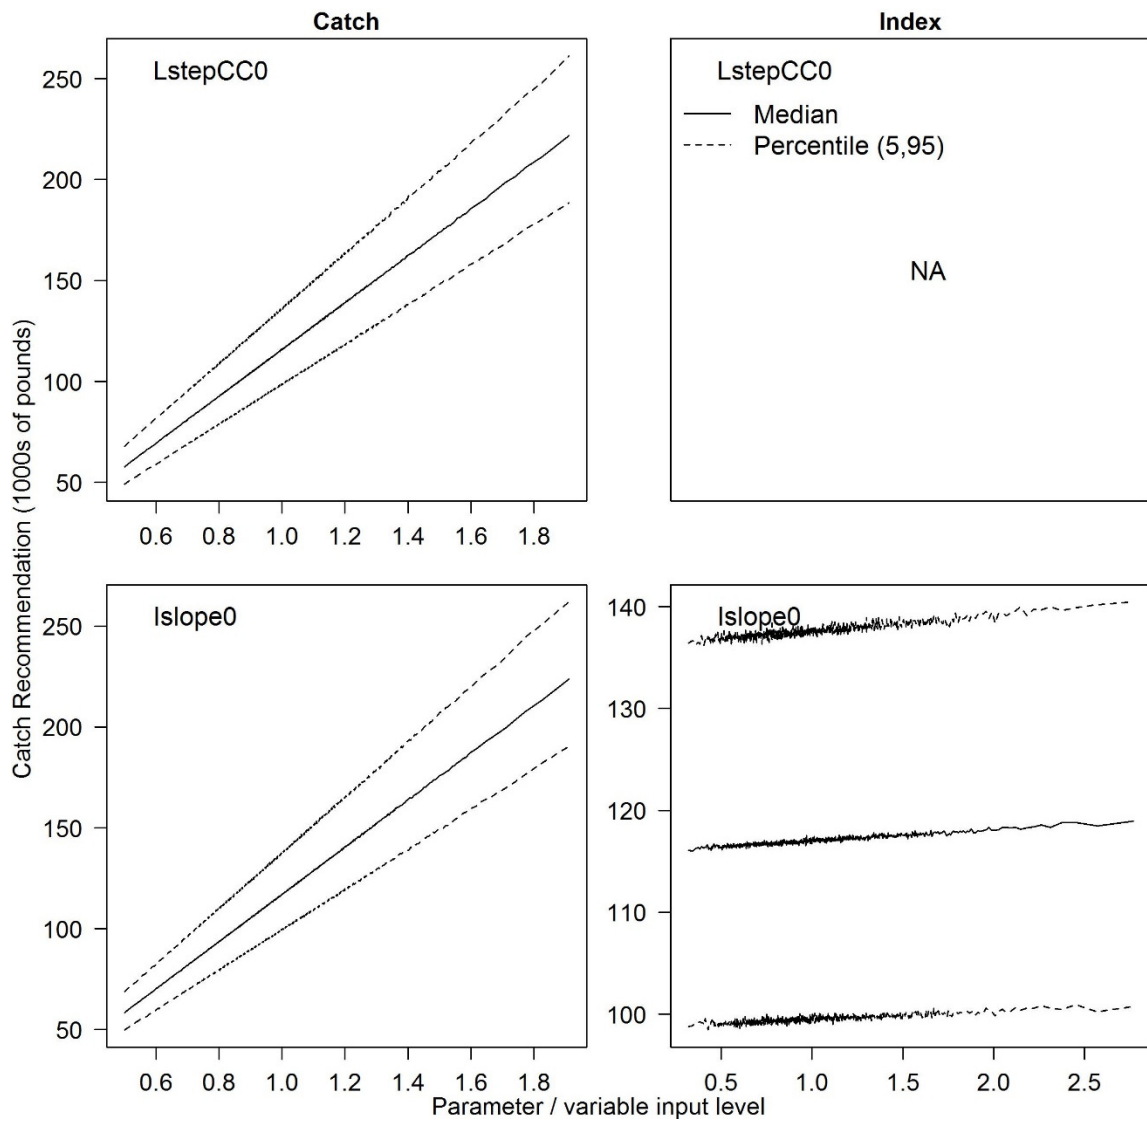 Catch
Index
LstepCC0
LstepCC0
Median
Percentile (5,95)
NA
250
200
150
100
50
0.6 0.8 1.0 1.2 1.4 1.6 1.8
Islope0
Islope0
250
200
150
100
50
0.6 0.8 1.0 1.2 1.4 1.6 1.8
140
130
120
110
100
0.5 1.0 1.5 2.0 2.5
Catch Recommendation (1000s of pounds)
Parameter / variable input level